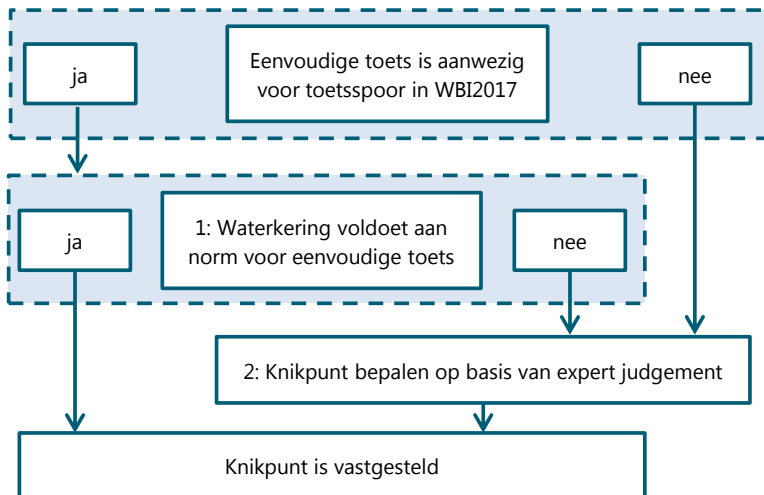 ja
Eenvoudige toets is aanwezig
voor toetsspoor in WBI2017
nee
ja
1: Waterkering voldoet aan
norm voor eenvoudige toets
nee
2: Knikpunt bepalen op basis van expert judgement
Knikpunt is vastgesteld